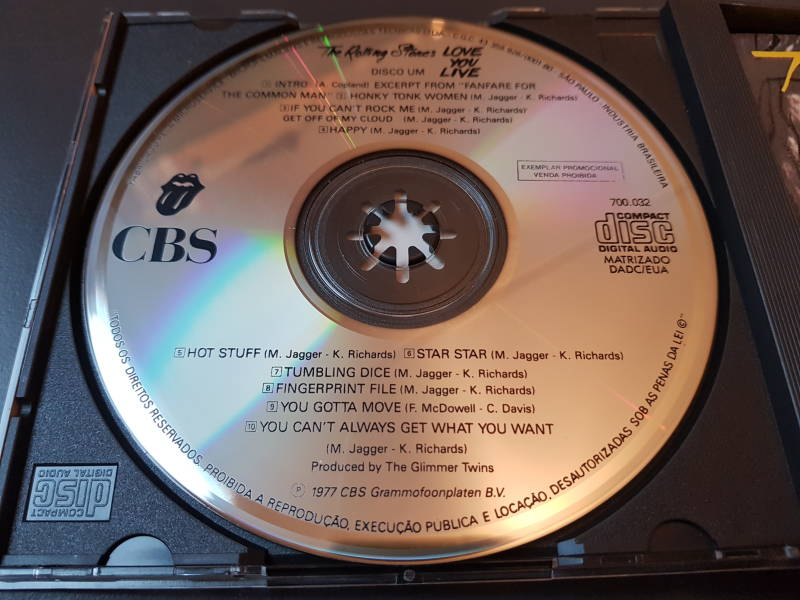 The Rolling Stones LOVE YOU LIVE
DISCO UM
1 INTRO (A. Copland) EXCERPT FROM "FANFARE FOR
THE COMMON MAN" 2 HONKY TONK WOMEN (M. Jagger - K. Richards)
3 IF YOU CAN'T ROCK ME (M. Jagger - K. Richards)
GET OFF OF MY CLOUD (M. Jagger - K. Richards)
4 HAPPY (M. Jagger - K. Richards)
EXEMPLAR PROMOCIONAL
VENDA PROIBIDA
700.032
CBS
COMPACT
disc
DIGITAL AUDIO
MATRIZADO
DADC/EUA
5 HOT STUFF (M. Jagger - K. Richards) 6 STAR STAR (M. Jagger - K. Richards)
7 TUMBLING DICE (M. Jagger - K. Richards)
8 FINGERPRINT FILE (M. Jagger - K. Richards)
9 YOU GOTTA MOVE (F. McDowell - C. Davis)
10 YOU CAN'T ALWAYS GET WHAT YOU WANT
(M. Jagger - K. Richards)
Produced by The Glimmer Twins
℗ 1977 CBS Grammofoonplaten B.V.
"TODOS OS DIREITOS RESERVADOS. PROIBIDA A REPRODUÇÃO, EXECUÇÃO PUBLICA E LOCAÇÃO, DESAUTORIZADAS SOB AS PENAS DA LEI ©"
SÃO PAULO INDUSTRIA BRASILEIRA
COMPACT
disc
DIGITAL AUDIO